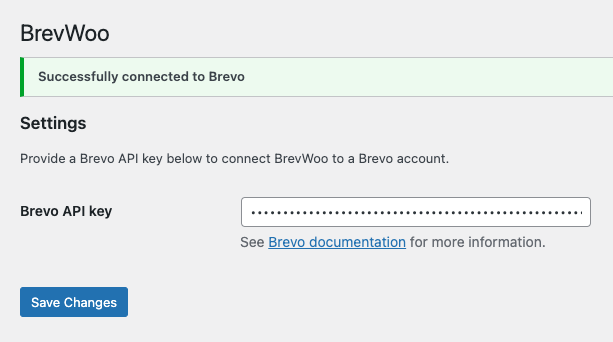 BrevWoo
Successfully connected to Brevo
Settings
Provide a Brevo API key below to connect BrevWoo to a Brevo account.
Brevo API key
See Brevo documentation for more information.
Save Changes